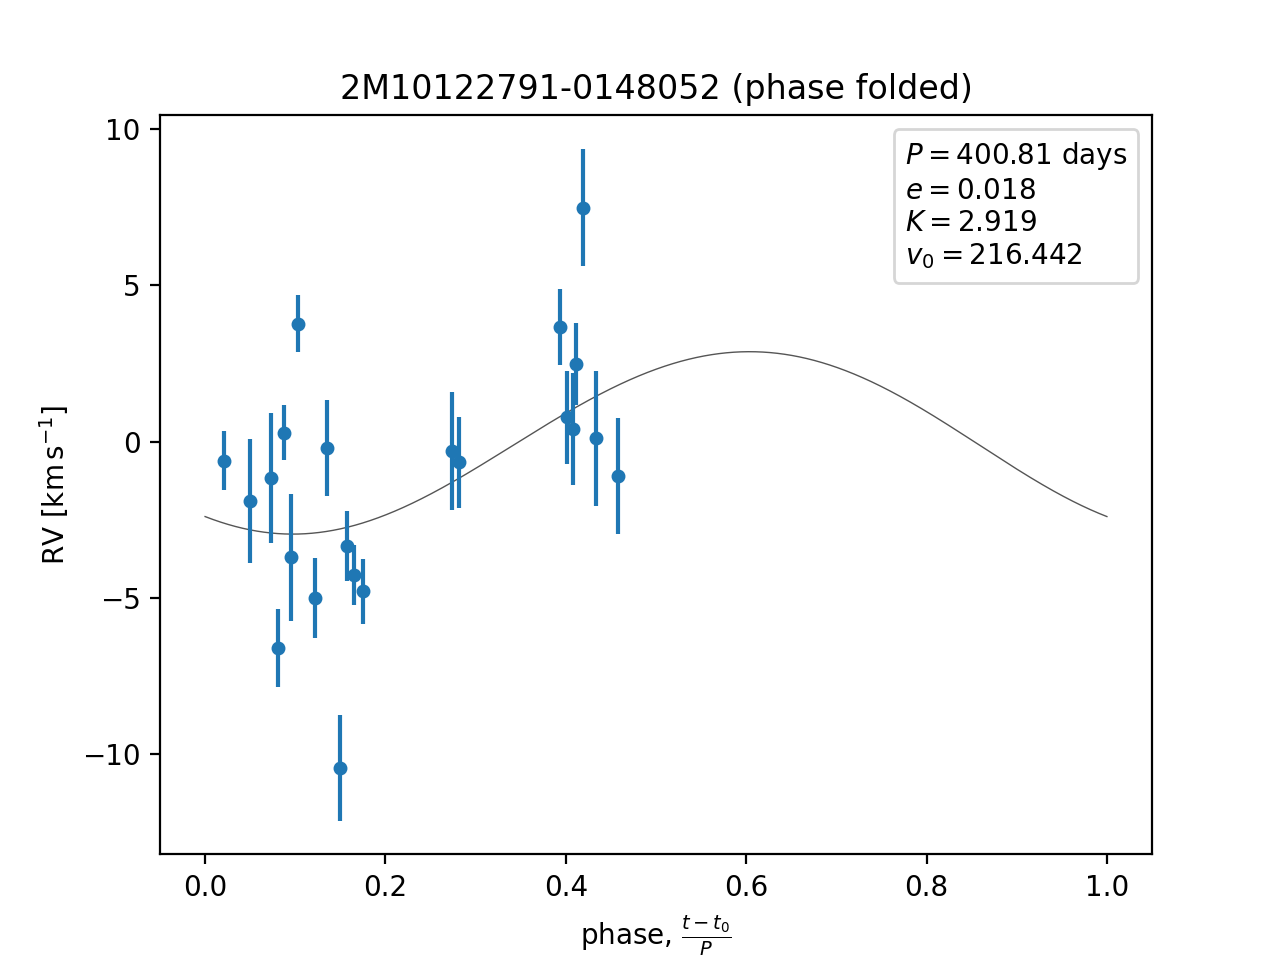 2M10122791-0148052 (phase folded)
P = 400.81 days
e = 0.018
K = 2.919
v₀ = 216.442
10
5
0
−5
−10
RV [km s⁻¹]
0.0 0.2 0.4 0.6 0.8 1.0
phase, (t − t₀)/P